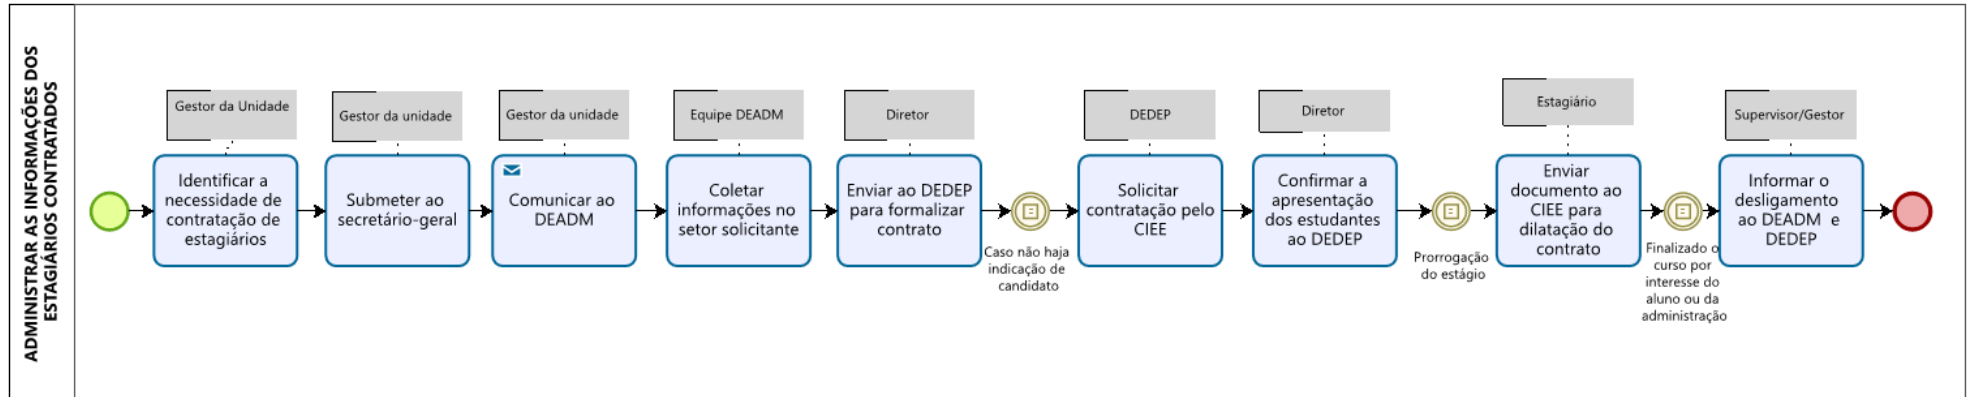 ADMINISTRAR AS INFORMAÇÕES DOS
ESTAGIÁRIOS CONTRATADOS
Gestor da Unidade
Identificar a
necessidade de
contratação de
estagiários
Gestor da unidade
Submeter ao
secretário-geral
Gestor da unidade
Comunicar ao
DEADM
Equipe DEADM
Coletar
informações no
setor solicitante
Diretor
Enviar ao DEDEP
para formalizar
contrato
Caso não haja
indicação de
candidato
DEDEP
Solicitar
contratação pelo
CIEE
Diretor
Confirmar a
apresentação
dos estudantes
ao DEDEP
Prorrogação
do estágio
Estagiário
Enviar
documento ao
CIEE para
dilatação do
contrato
Finalizado o
curso por
interesse do
aluno ou da
administração
Supervisor/Gestor
Informar o
desligamento
ao DEADM e
DEDEP